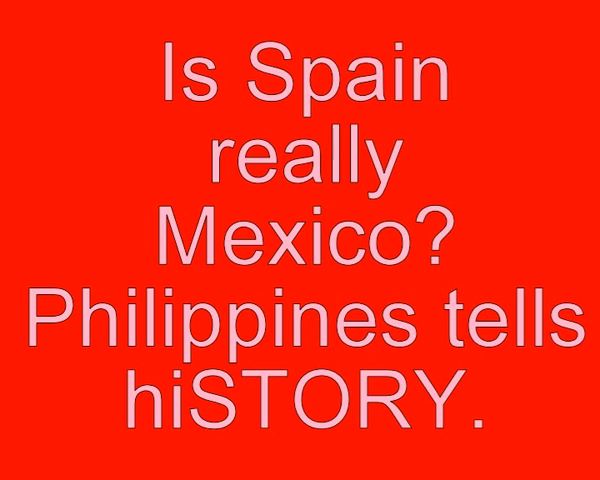 Is Spain
really
Mexico?
Philippines tells
hiSTORY.